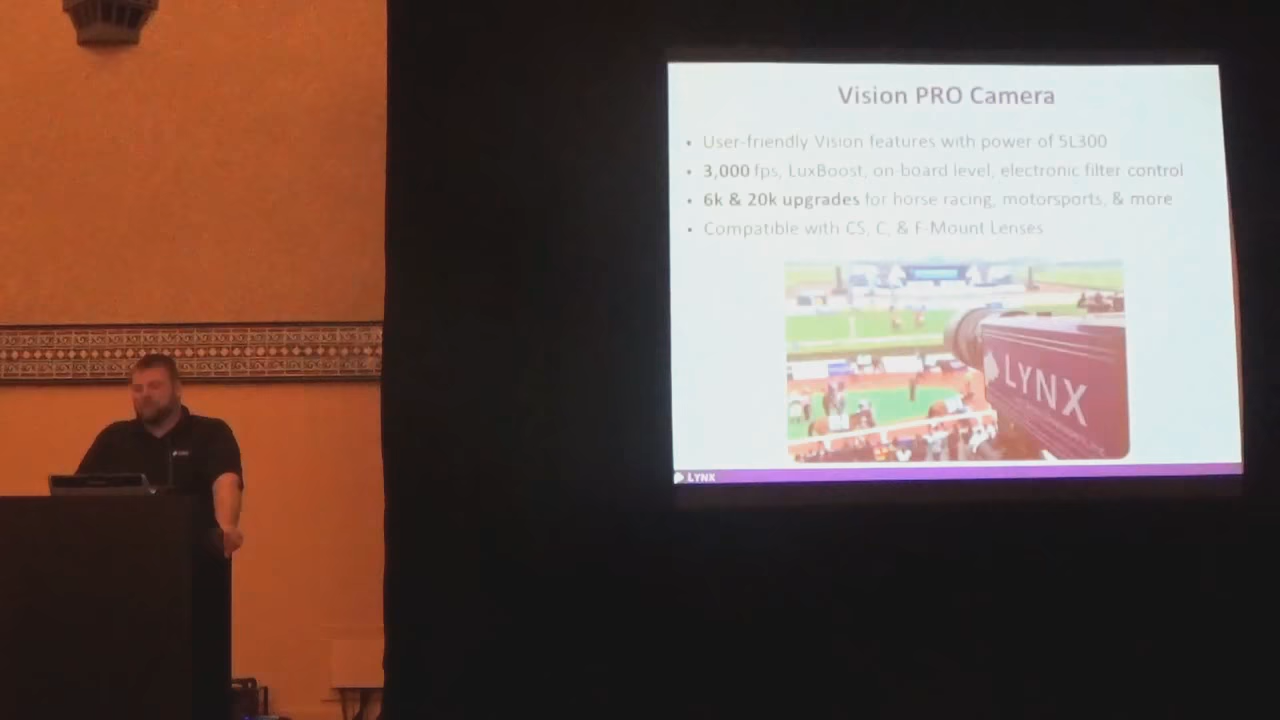 Vision PRO Camera
• User-friendly Vision features with power of 5L300
• 3,000 fps, LuxBoost, on-board level, electronic filter control
• 6k & 20k upgrades for horse racing, motorsports, & more
• Compatible with CS, C, & F-Mount Lenses
LYNX
LYNX